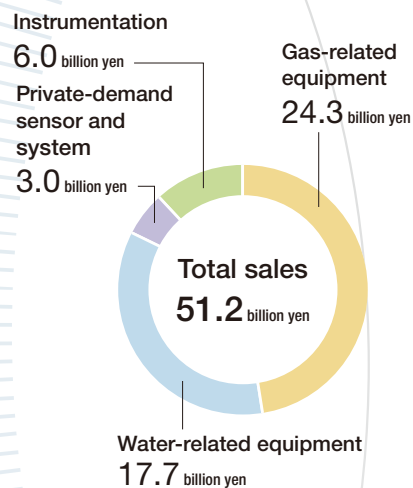 Instrumentation
6.0 billion yen
Gas-related
equipment
24.3 billion yen
Private-demand
sensor and
system
3.0 billion yen
Total sales
51.2 billion yen
Water-related equipment
17.7 billion yen